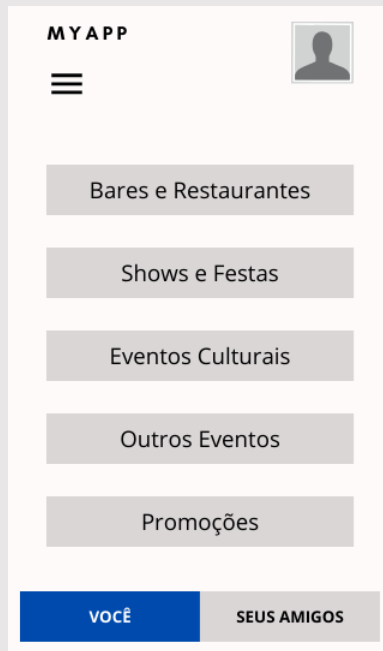 MYAPP
Bares e Restaurantes
Shows e Festas
Eventos Culturais
Outros Eventos
Promoções
VOCÊ
SEUS AMIGOS